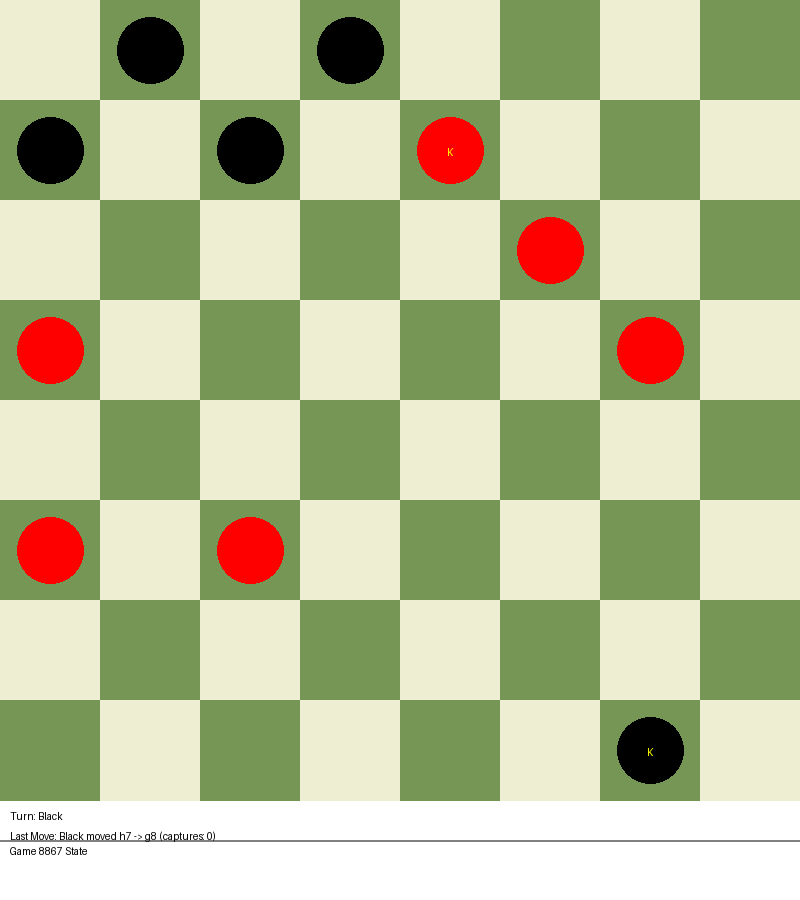 K
K
Turn: Black
Last Move: Black moved h7 -> g8 (captures: 0)
Game 8867 State